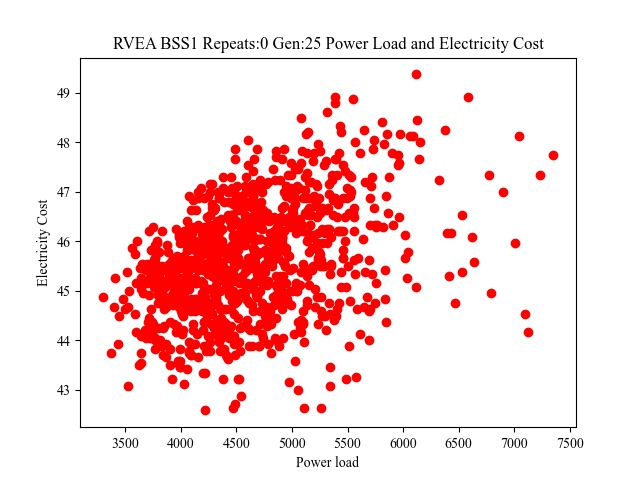 RVEA BSS1 Repeats:0 Gen:25 Power Load and Electricity Cost
49
48
47
46
45
44
43
Electricity Cost
3500 4000 4500 5000 5500 6000 6500 7000 7500
Power load